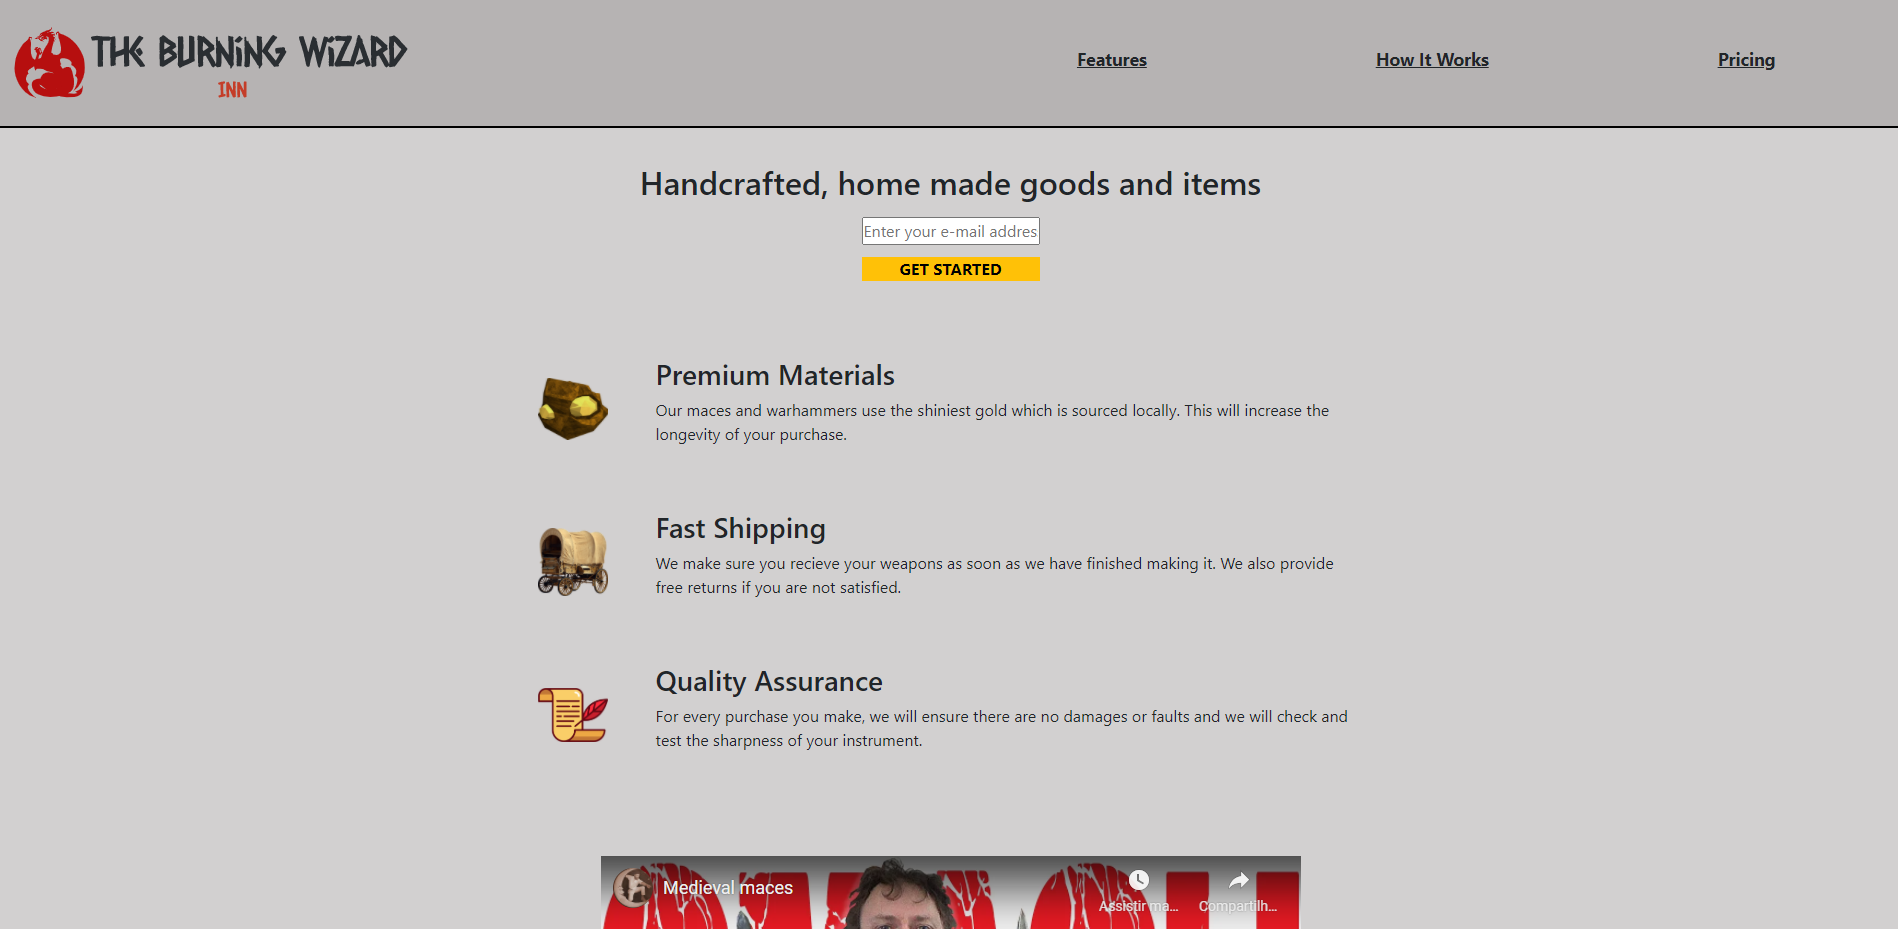 THE BURNING WIZARD
INN
Features
How It Works
Pricing
Handcrafted, home made goods and items
Enter your e-mail addres
GET STARTED
Premium Materials
Our maces and warhammers use the shiniest gold which is sourced locally. This will increase the
longevity of your purchase.
Fast Shipping
We make sure you recieve your weapons as soon as we have finished making it. We also provide
free returns if you are not satisfied.
Quality Assurance
For every purchase you make, we will ensure there are no damages or faults and we will check and
test the sharpness of your instrument.
Medieval maces
Assistir ma...
Compartilh...